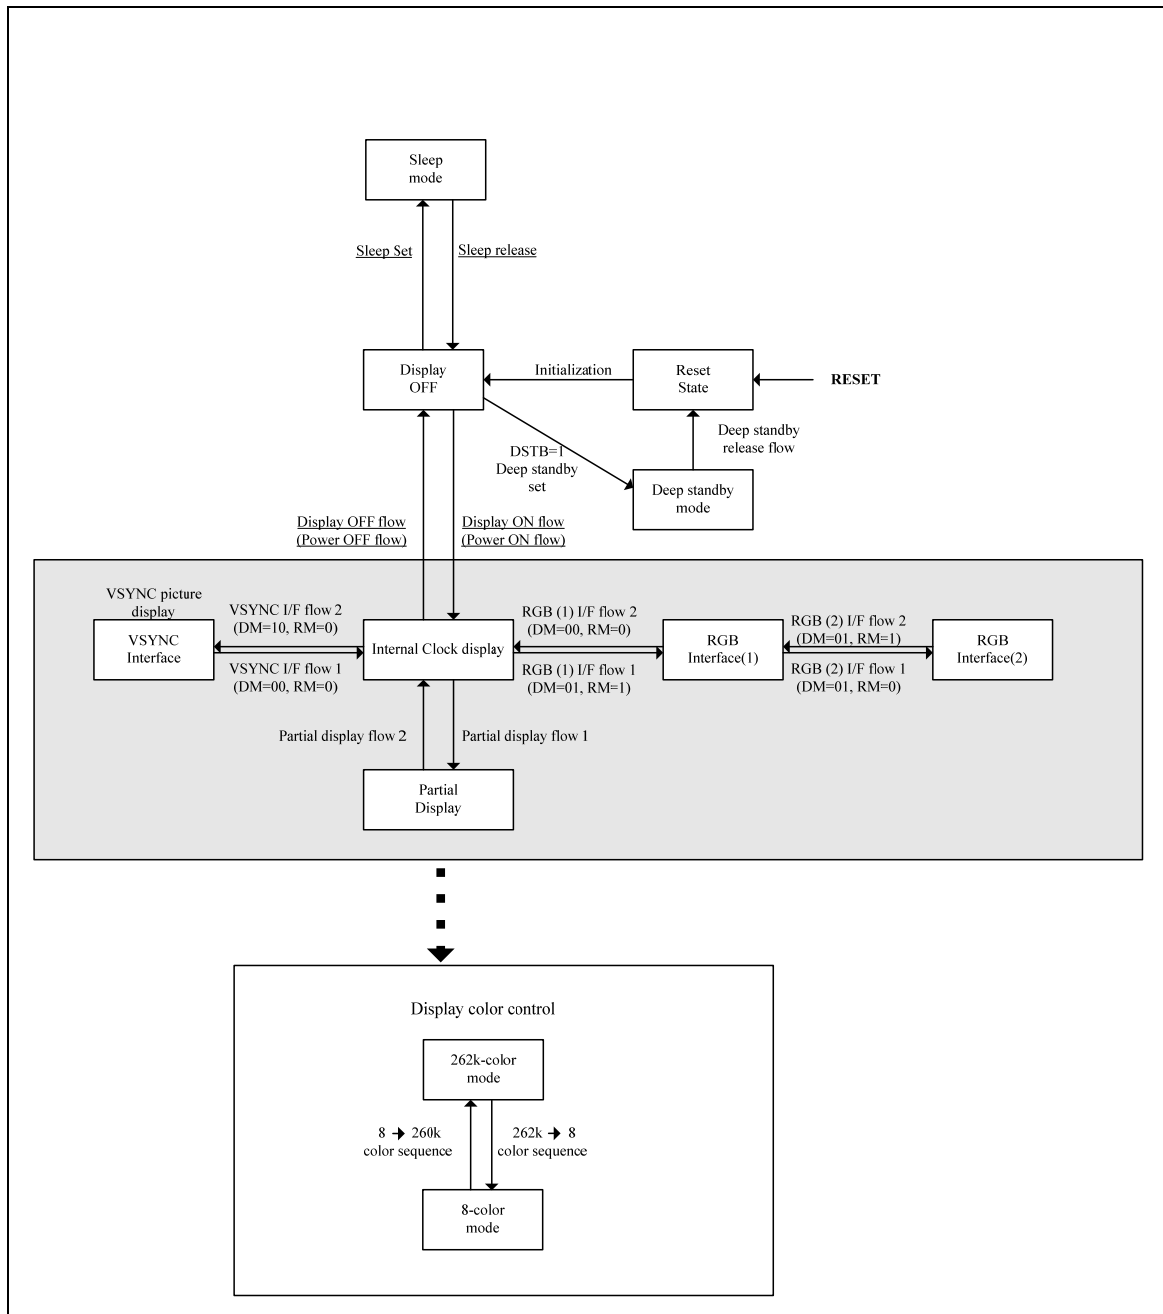 Sleep
mode
Sleep Set
Sleep release
Display
OFF
Initialization
Reset
State
RESET
Deep standby
release flow
DSTB=1
Deep standby
set
Deep standby
mode
Display OFF flow
(Power OFF flow)
Display ON flow
(Power ON flow)
VSYNC picture
display
VSYNC
Interface
VSYNC I/F flow 2
(DM=10, RM=0)
VSYNC I/F flow 1
(DM=00, RM=0)
Internal Clock display
RGB (1) I/F flow 2
(DM=00, RM=0)
RGB (1) I/F flow 1
(DM=01, RM=1)
RGB
Interface(1)
RGB (2) I/F flow 2
(DM=01, RM=1)
RGB (2) I/F flow 1
(DM=01, RM=0)
RGB
Interface(2)
Partial display flow 2
Partial display flow 1
Partial
Display
Display color control
262k-color
mode
8 → 260k
color sequence
262k → 8
color sequence
8-color
mode